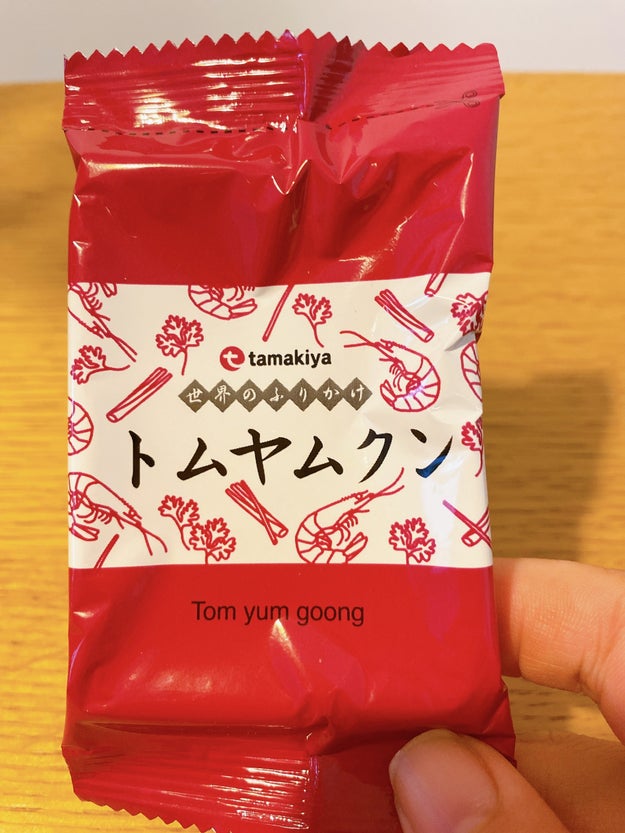 tamakiya
世界のふりかけ
トムヤムクン
Tom yum goong